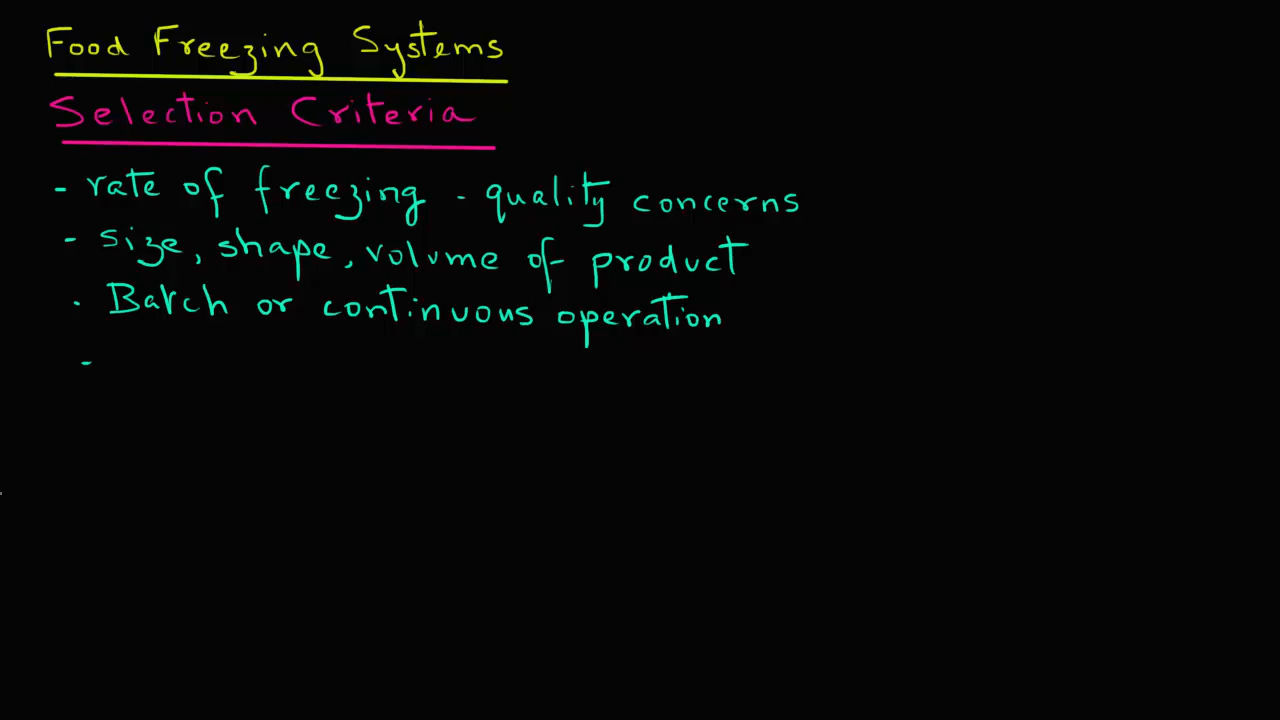 Food Freezing Systems
Selection Criteria
- rate of freezing - quality concerns
- size, shape, volume of product
- Batch or continuous operation
-